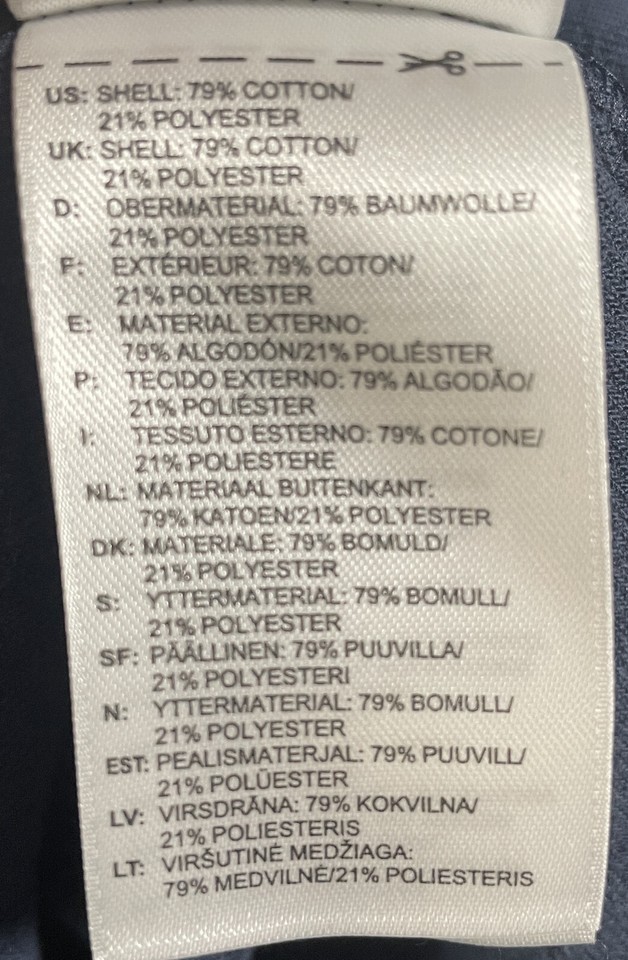 US: SHELL: 79% COTTON/
21% POLYESTER
UK: SHELL: 79% COTTON/
21% POLYESTER
D: OBERMATERIAL: 79% BAUMWOLLE/
21% POLYESTER
F: EXTÉRIEUR: 79% COTON/
21% POLYESTER
E: MATERIAL EXTERNO:
79% ALGODÓN/21% POLIÉSTER
P: TECIDO EXTERNO: 79% ALGODÃO/
21% POLIÉSTER
I: TESSUTO ESTERNO: 79% COTONE/
21% POLIESTERE
NL: MATERIAAL BUITENKANT:
79% KATOEN/21% POLYESTER
DK: MATERIALE: 79% BOMULD/
21% POLYESTER
S: YTTERMATERIAL: 79% BOMULL/
21% POLYESTER
SF: PÄÄLLINEN: 79% PUUVILLA/
21% POLYESTERI
N: YTTERMATERIAL: 79% BOMULL/
21% POLYESTER
EST: PEALISMATERJAL: 79% PUUVILL/
21% POLÜESTER
LV: VIRSDRĀNA: 79% KOKVILNA/
21% POLIESTERIS
LT: VIRŠUTINĖ MEDŽIAGA:
79% MEDVILNĖ/21% POLIESTERIS